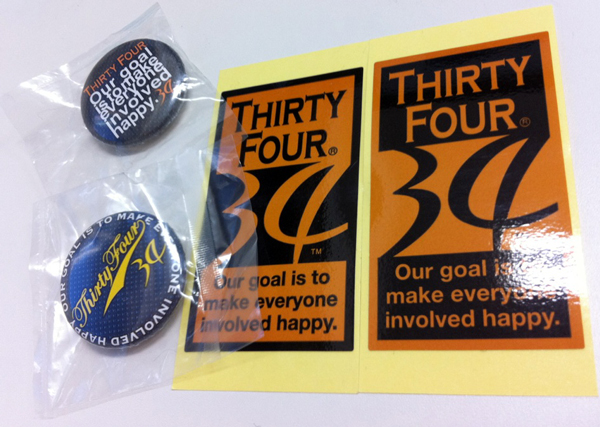 THIRTY FOUR
Our goal
is to make
everyone
involved
happy.
34
OUR GOAL IS TO MAKE EVERYONE INVOLVED HAPPY
Thirty Four
34
THIRTY
FOUR®
34
TM
Our goal is to
make everyone
involved happy.
THIRTY
FOUR®
34
Our goal is to
make everyone
involved happy.